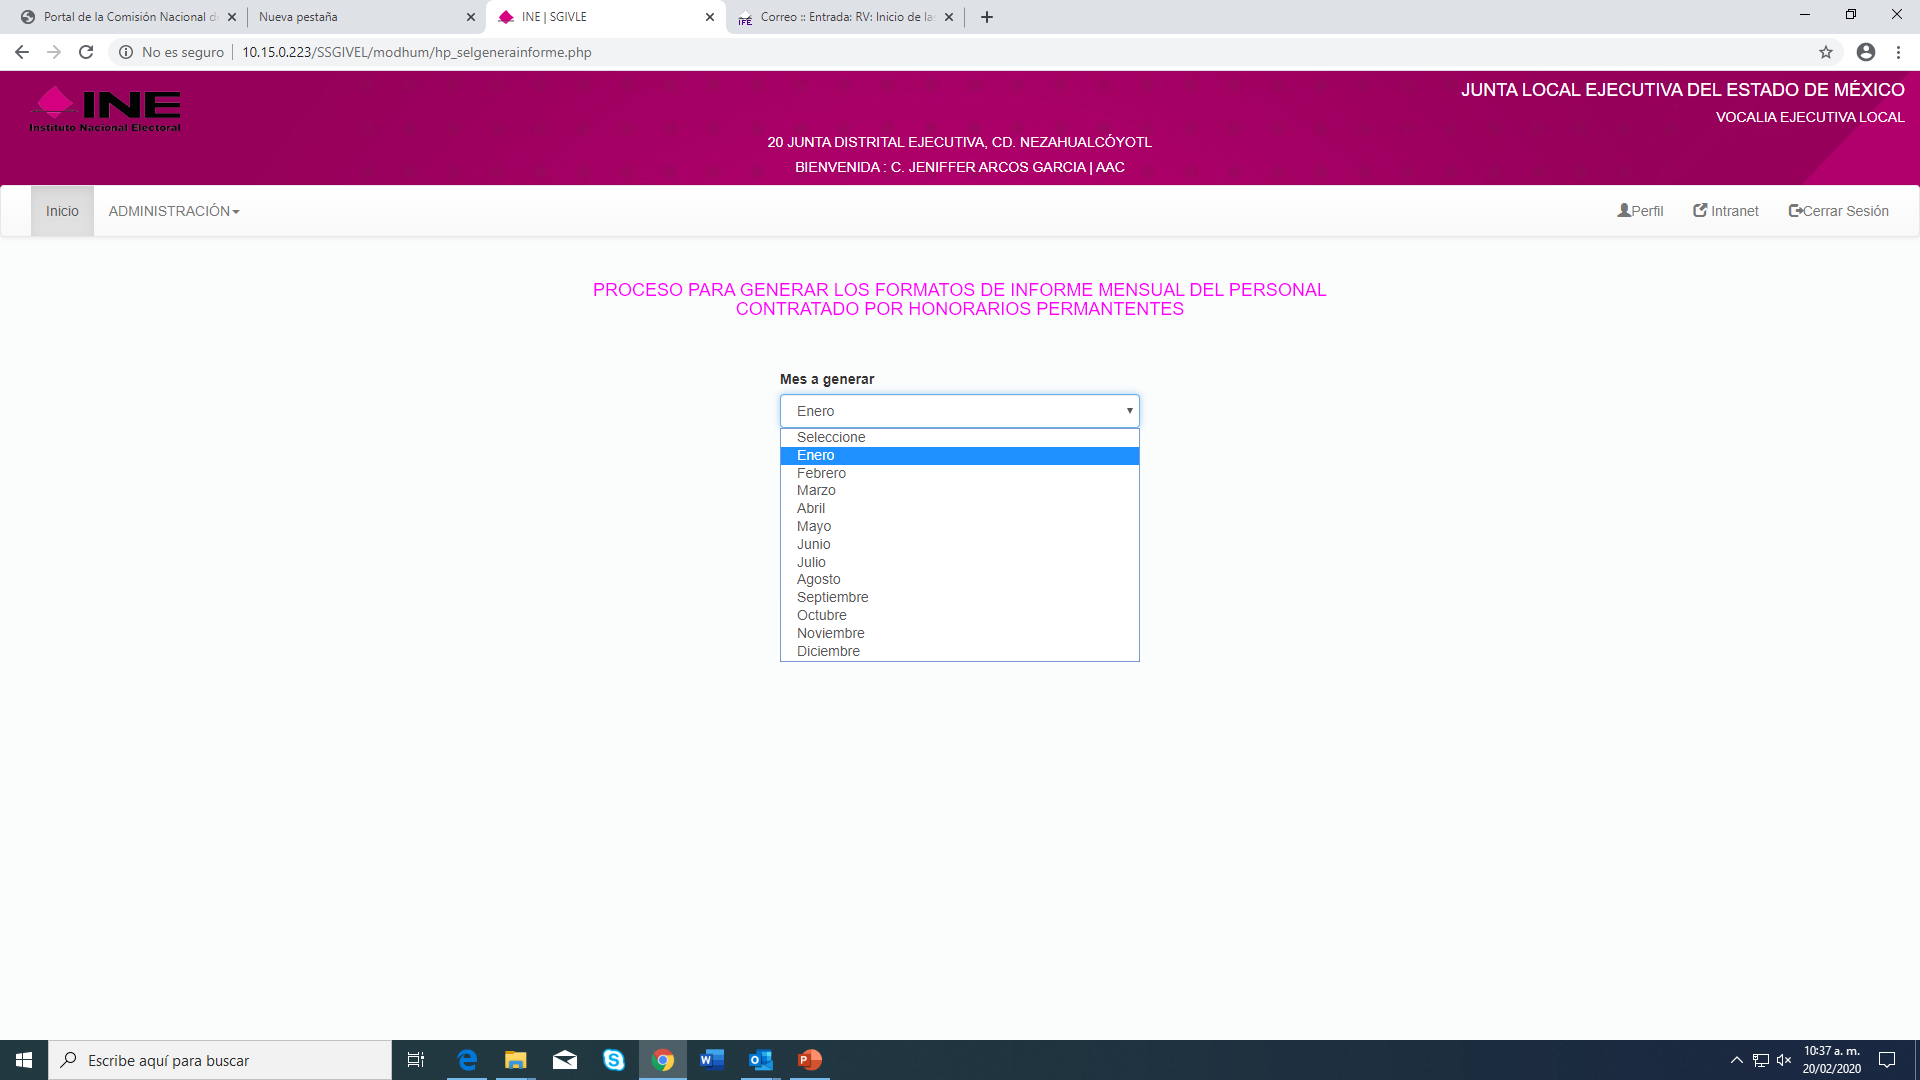 Portal de la Comisión Nacional d
Nueva pestaña
INE | SGIVLE
Correo :: Entrada: RV: Inicio de la
No es seguro
10.15.0.223/SSGIVEL/modhum/hp_selgenerainforme.php
INE
Instituto Nacional Electoral
JUNTA LOCAL EJECUTIVA DEL ESTADO DE MÉXICO
VOCALIA EJECUTIVA LOCAL
20 JUNTA DISTRITAL EJECUTIVA, CD. NEZAHUALCÓYOTL
BIENVENIDA : C. JENIFFER ARCOS GARCIA | AAC
Inicio
ADMINISTRACIÓN
Perfil
Intranet
Cerrar Sesión
PROCESO PARA GENERAR LOS FORMATOS DE INFORME MENSUAL DEL PERSONAL
CONTRATADO POR HONORARIOS PERMANTENTES
Mes a generar
Enero
Seleccione
Enero
Febrero
Marzo
Abril
Mayo
Junio
Julio
Agosto
Septiembre
Octubre
Noviembre
Diciembre
Escribe aquí para buscar
10:37 a. m.
20/02/2020